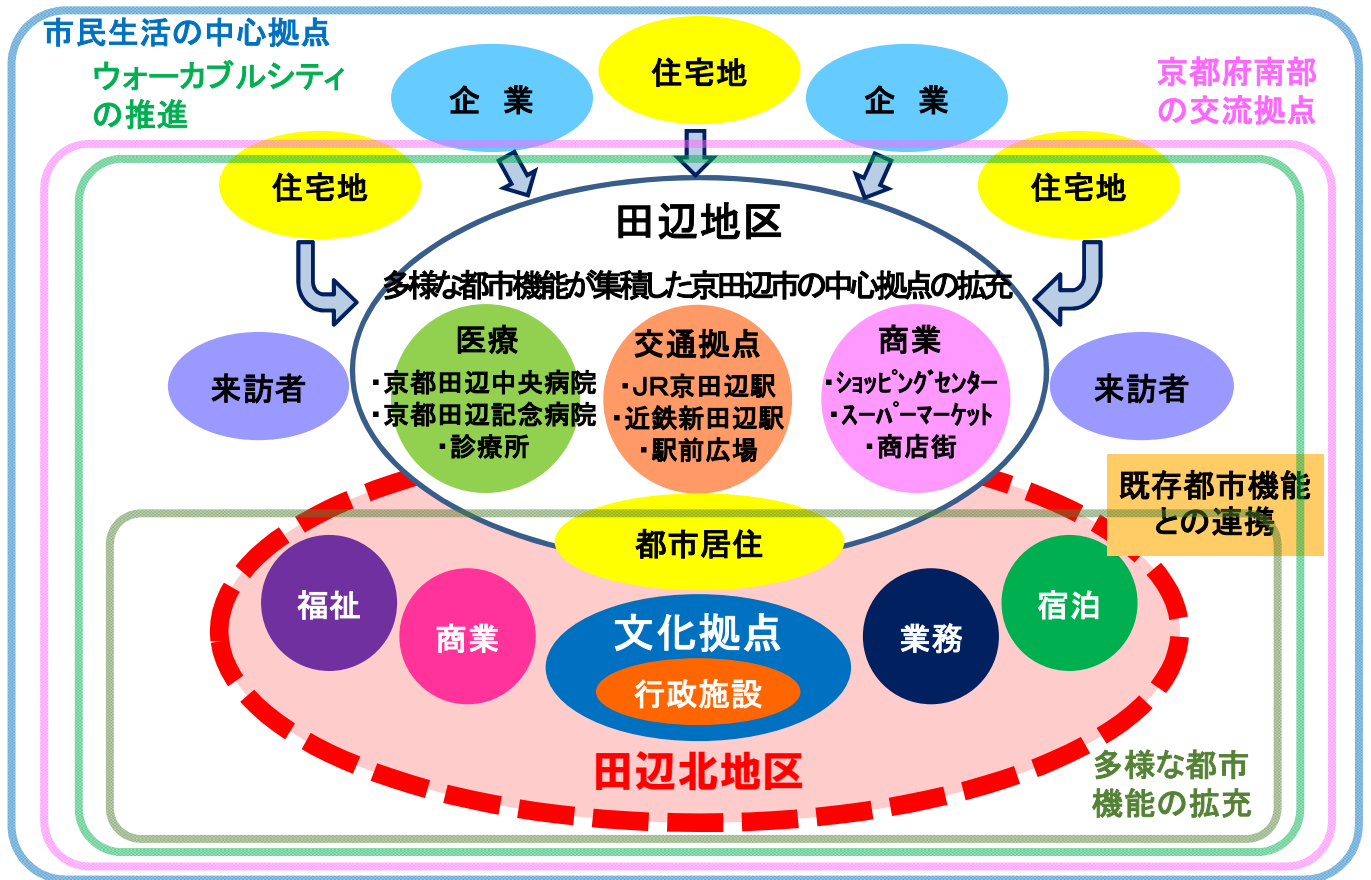 市民生活の中心拠点
ウォーカブルシティ
の推進
企 業
住宅地
企 業
京都府南部
の交流拠点
住宅地
住宅地
田辺地区
多様な都市機能が集積した京田辺市の中心拠点の拡充
医療
・京都田辺中央病院
・京都田辺記念病院
・診療所
交通拠点
・JR京田辺駅
・近鉄新田辺駅
・駅前広場
商業
・ショッピングセンター
・スーパーマーケット
・商店街
来訪者
来訪者
既存都市機能
との連携
都市居住
福祉
商業
文化拠点
行政施設
業務
宿泊
田辺北地区
多様な都市
機能の拡充